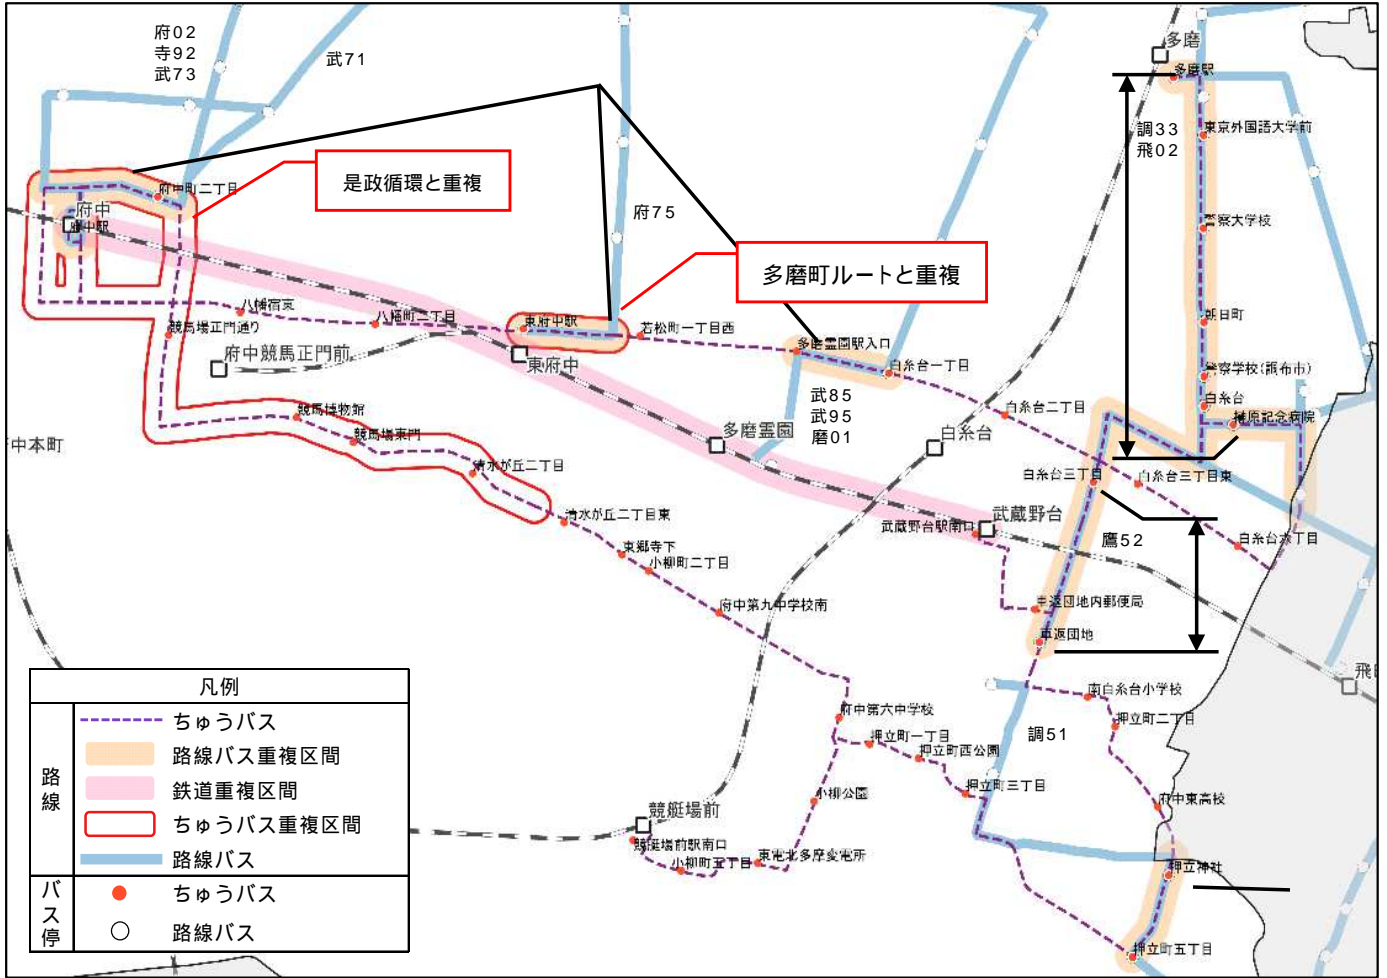 府02
寺92
武73
武71
多磨
多磨駅
調33
飛02
東京外国語大学前
是政循環と重複
府中町二丁目
府中
府中駅
府75
警察大学校
多磨町ルートと重複
八幡宿東
八幡町二丁目
競馬場正門通り
東府中駅
若松町一丁目西
朝日町
府中競馬正門前
東府中
多磨霊園駅入口
白糸台一丁目
警察学校(調布市)
武85
武95
磨01
白糸台二丁目
白糸台
榊原記念病院
競馬博物館
競馬場東門
中本町
多磨霊園
白糸台
清水が丘二丁目
白糸台三丁目
白糸台三丁目東
清水が丘二丁目東
武蔵野台駅南口
武蔵野台
鷹52
白糸台六丁目
東郷寺下
小柳町二丁目
府中第九中学校南
車返団地内郵便局
車返団地
飛
南白糸台小学校
押立町二丁目
府中第六中学校
押立町一丁目
押立町西公園
調51
押立町三丁目
小柳公園
府中東高校
競艇場前
競艇場前駅南口
小柳町五丁目
東電北多摩変電所
押立神社
押立町五丁目
凡例
路線
ちゅうバス
路線バス重複区間
鉄道重複区間
ちゅうバス重複区間
路線バス
バス停
ちゅうバス
路線バス